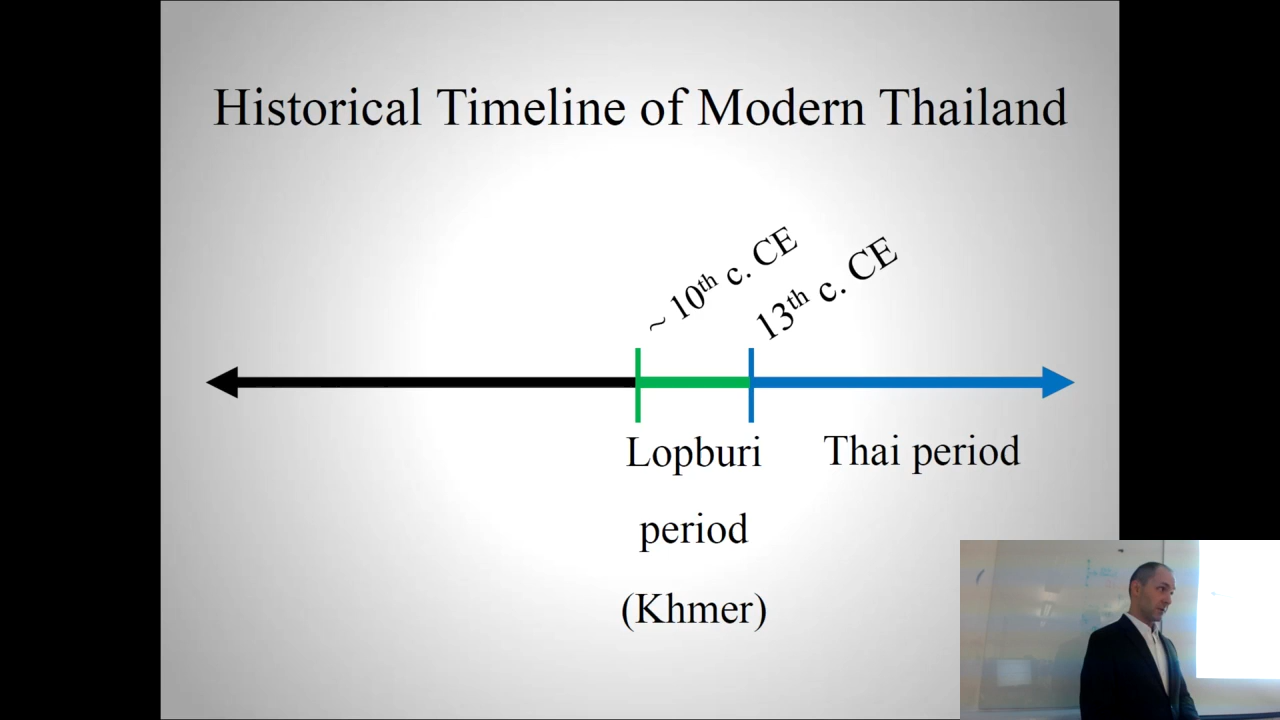 Historical Timeline of Modern Thailand
~ 10th c. CE
13th c. CE
Lopburi
period
(Khmer)
Thai period